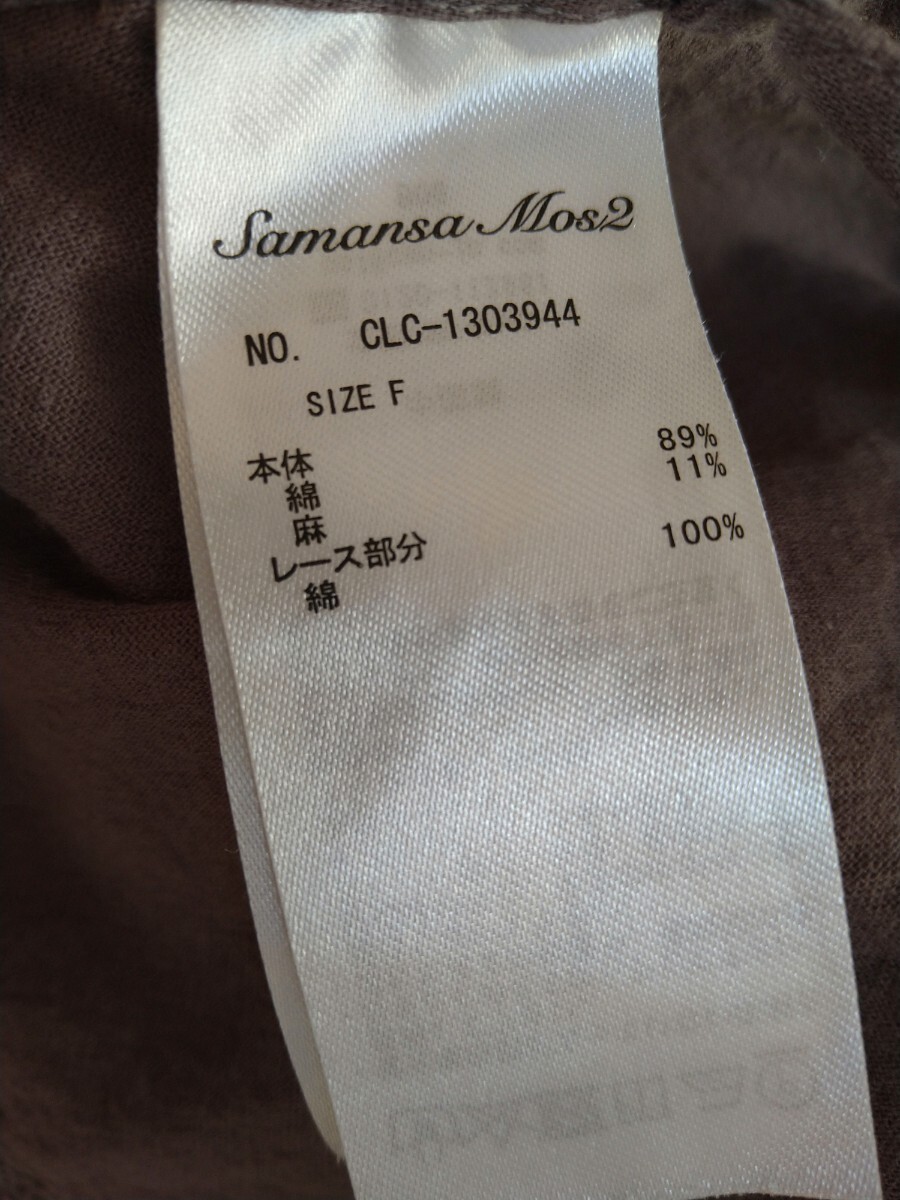 Samansa Mos2
NO. CLC-1303944
SIZE F
本体
綿 89%
麻 11%
レース部分
綿 100%